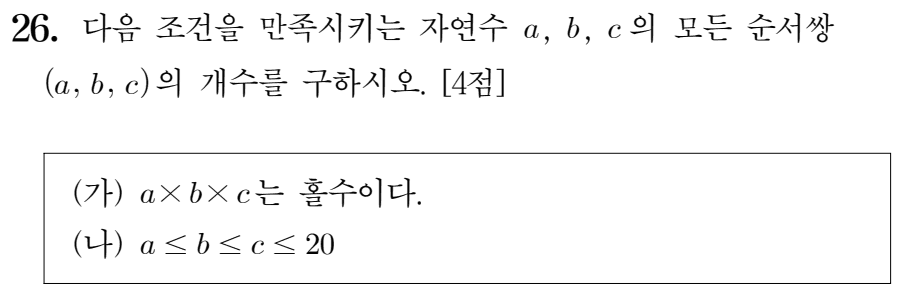 26. 다음 조건을 만족시키는 자연수 a, b, c의 모든 순서쌍
(a, b, c)의 개수를 구하시오. [4점]
(가) a×b×c는 홀수이다.
(나) a ≤ b ≤ c ≤ 20